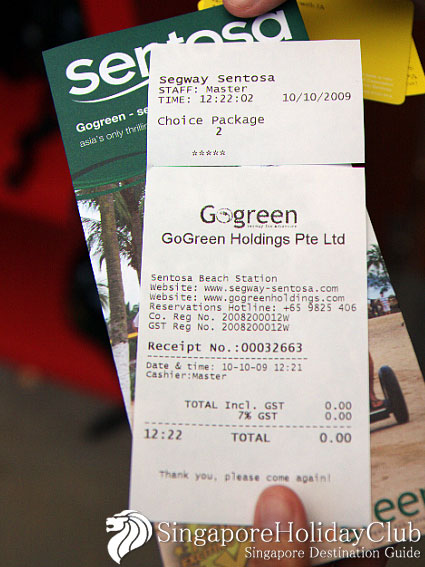 sentosa
Gogreen - se
asia's only thrillin
Segway Sentosa
STAFF: Master
TIME: 12:22:02 10/10/2009
Choice Package
2
*****
Gogreen
GoGreen Holdings Pte Ltd
Sentosa Beach Station
Website: www.segway-sentosa.com
Website: www.gogreenholdings.com
Reservations Hotline: +65 9825 406
Co. Reg No. 2008200012W
GST Reg No. 2008200012W
Receipt No.:00032663
Date & time: 10-10-09 12:21
Cashier:Master
TOTAL Incl. GST 0.00
7% GST 0.00
12:22 TOTAL 0.00
Thank you, please come again!
een
SingaporeHolidayClub
Singapore Destination Guide